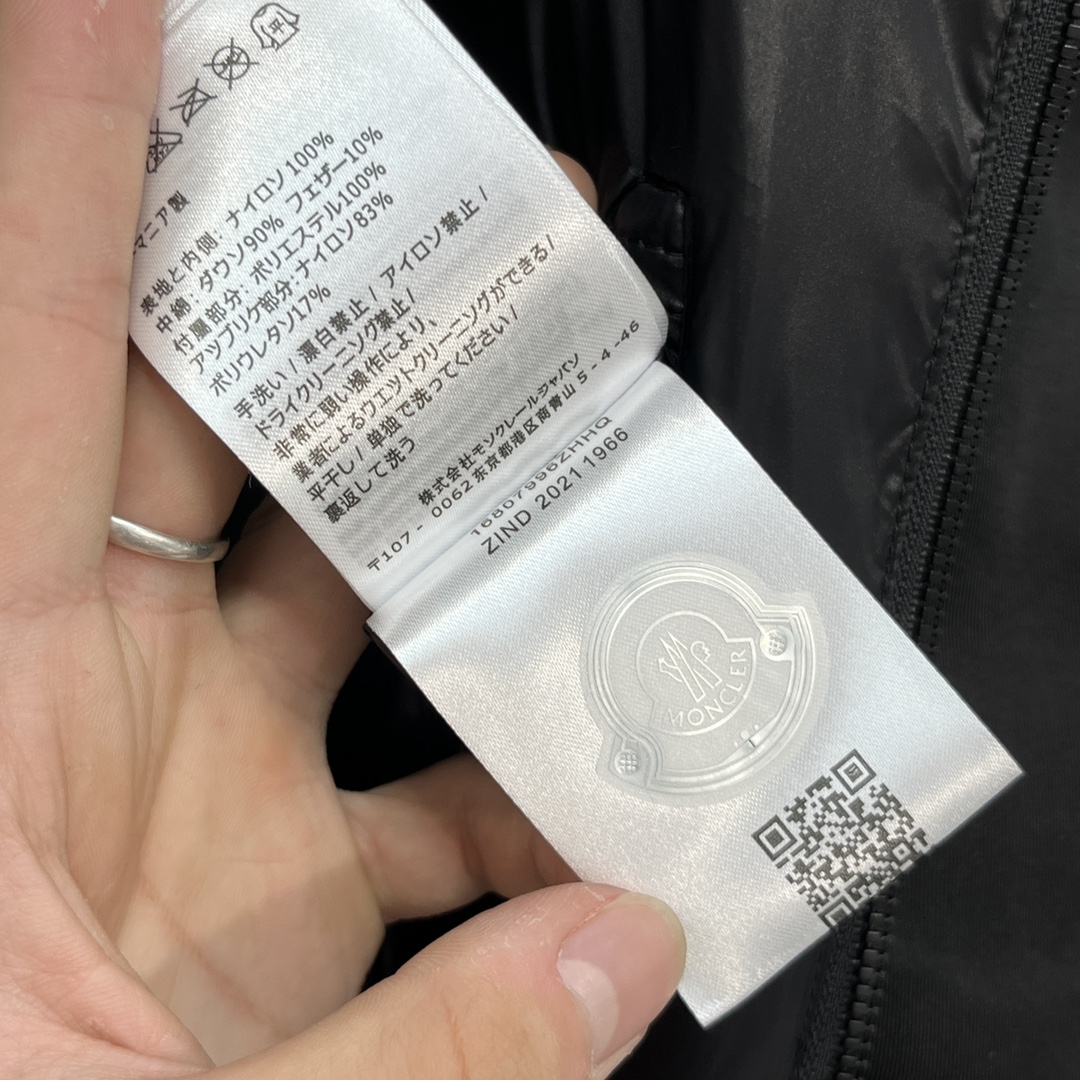 ーマニア製
表地と内側: ナイロン100%
中綿: ダウン90% フェザー10%
付属部分: ポリエステル100%
アップリケ部分: ナイロン83%
ポリウレタン17%
手洗い / 漂白禁止 / アイロン禁止 /
ドライクリーニング禁止/
非常に弱い操作により、
業者によるウエットクリーニングができる/
平干し / 単独で洗ってください /
裏返して洗う
株式会社モンクレールジャパン
〒107 - 0062东京都港区商青山 5 - 4 -46
ZIND 20211966
MONCLER